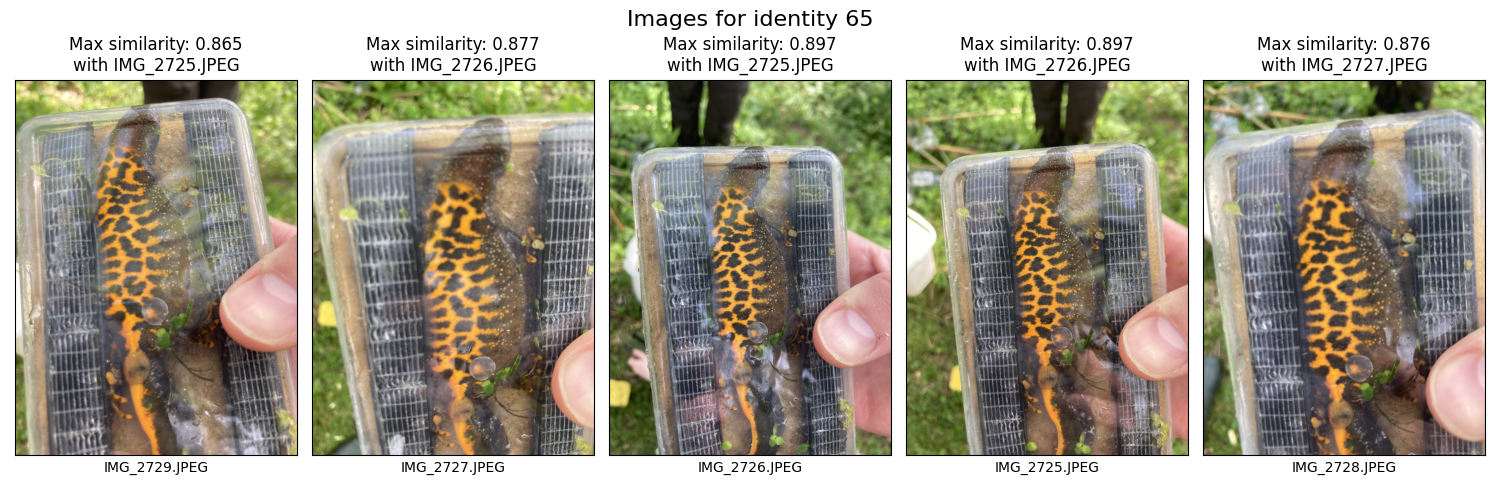 Images for identity 65
Max similarity: 0.865
with IMG_2725.JPEG
Max similarity: 0.877
with IMG_2726.JPEG
Max similarity: 0.897
with IMG_2725.JPEG
Max similarity: 0.897
with IMG_2726.JPEG
Max similarity: 0.876
with IMG_2727.JPEG
IMG_2729.JPEG
IMG_2727.JPEG
IMG_2726.JPEG
IMG_2725.JPEG
IMG_2728.JPEG